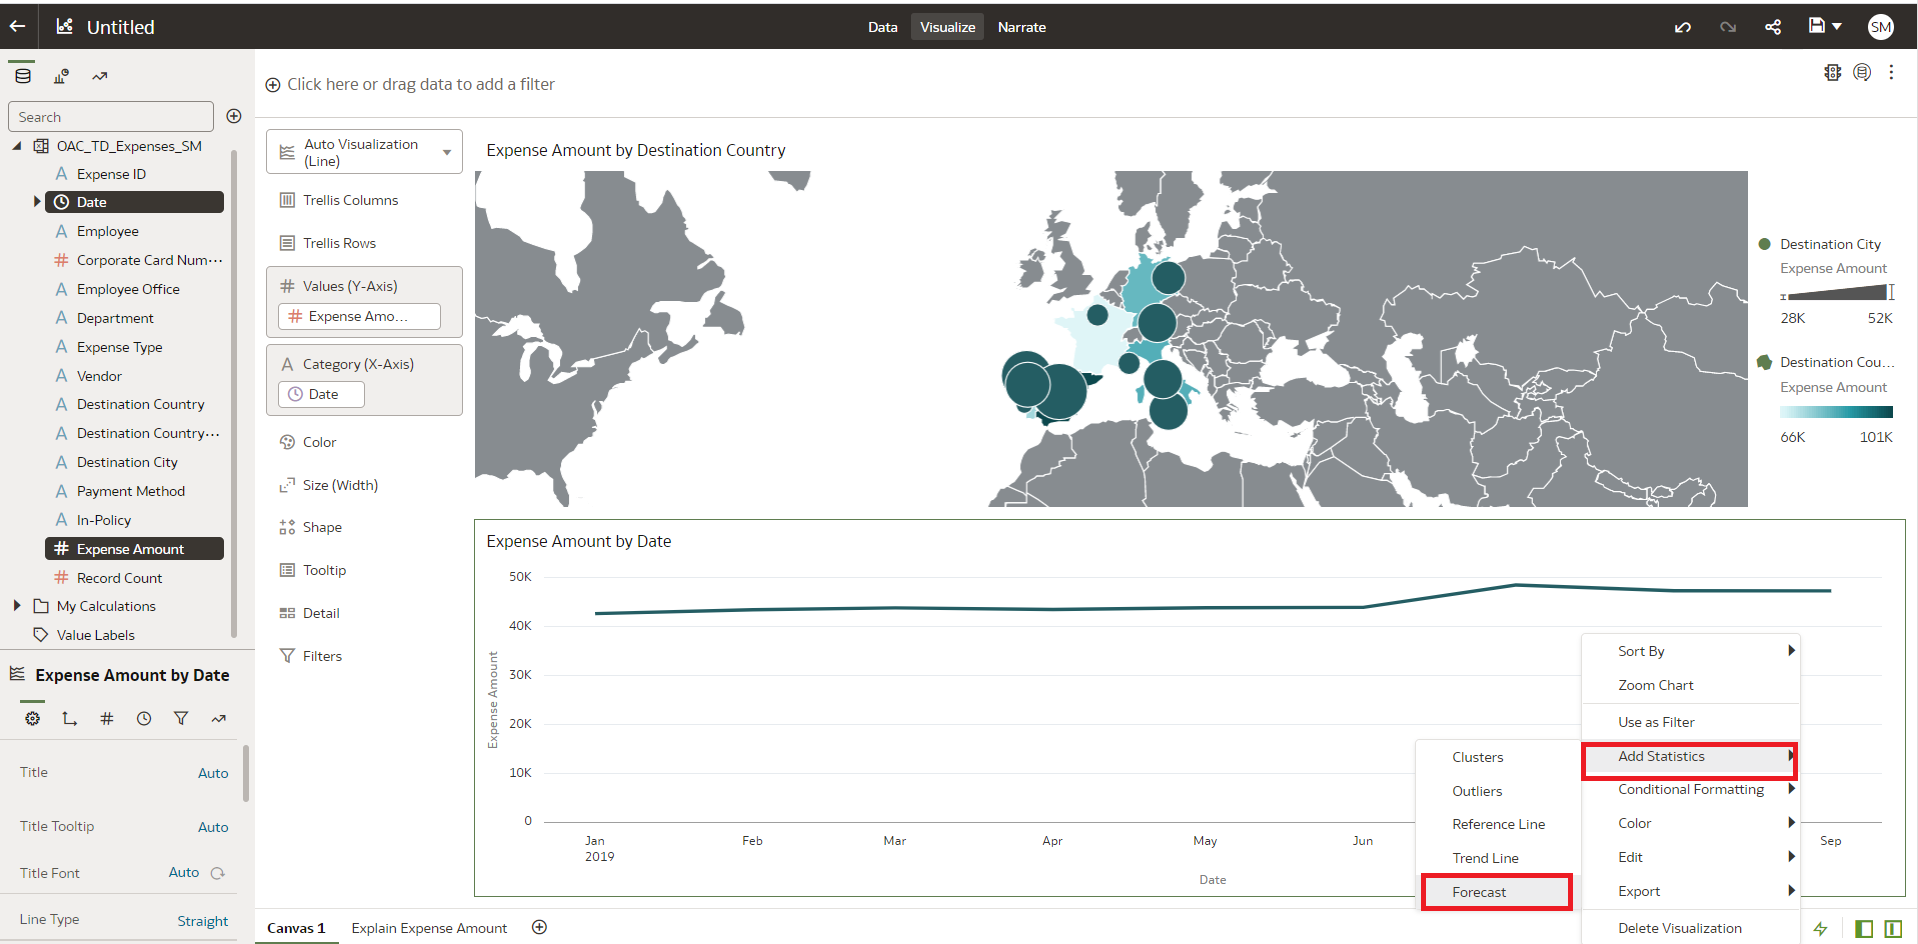 Untitled
Data
Visualize
Narrate
SM
Click here or drag data to add a filter
Search
OAC_TD_Expenses_SM
Expense ID
Date
Employee
Corporate Card Num···
Employee Office
Department
Expense Type
Vendor
Destination Country
Destination Country···
Destination City
Payment Method
In-Policy
Expense Amount
Record Count
My Calculations
Value Labels
Expense Amount by Date
Title
Auto
Title Tooltip
Auto
Title Font
Auto
Line Type
Straight
Auto Visualization
(Line)
Trellis Columns
Trellis Rows
Values (Y-Axis)
Expense Amo...
Category (X-Axis)
Date
Color
Size (Width)
Shape
Tooltip
Detail
Filters
Expense Amount by Destination Country
Destination City
Expense Amount
28K
52K
Destination Cou...
Expense Amount
66K
101K
Expense Amount by Date
50K
40K
30K
20K
10K
0
Expense Amount
Jan
2019
Feb
Mar
Apr
May
Jun
Sep
Date
Sort By
Zoom Chart
Use as Filter
Add Statistics
Conditional Formatting
Color
Edit
Export
Delete Visualization
Clusters
Outliers
Reference Line
Trend Line
Forecast
Canvas 1
Explain Expense Amount